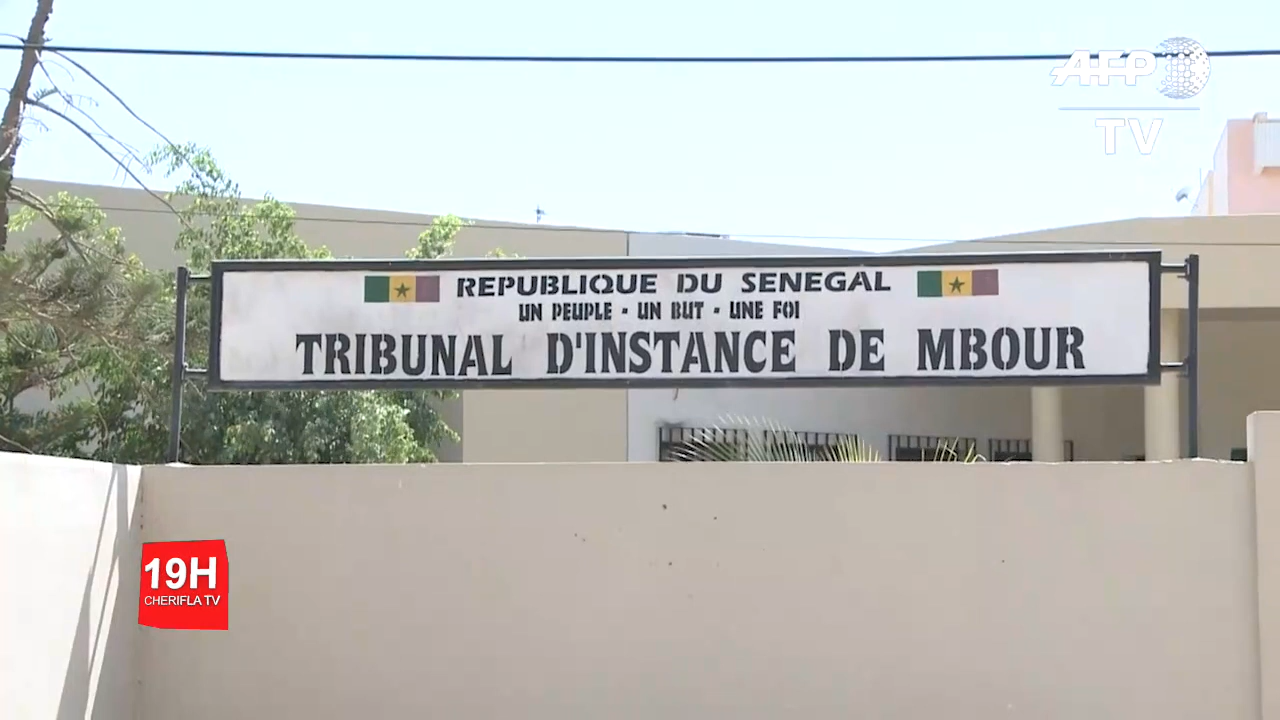 AFP
TV
REPUBLIQUE DU SENEGAL
UN PEUPLE - UN BUT - UNE FOI
TRIBUNAL D'INSTANCE DE MBOUR
19H
CHERIFLA TV